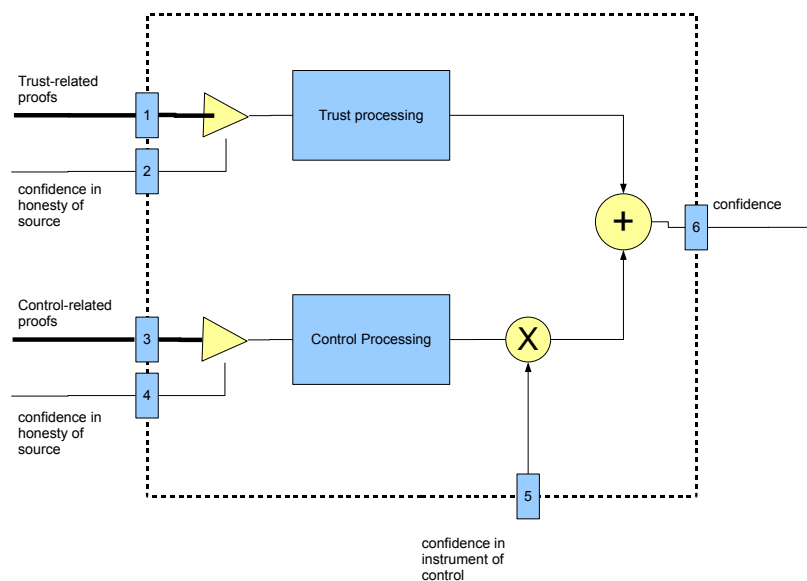 Trust-related
proofs
1
Trust processing
2
confidence in
honesty of
source
+
confidence
6
Control-related
proofs
3
Control Processing
X
4
confidence in
honesty of
source
5
confidence in
instrument of
control